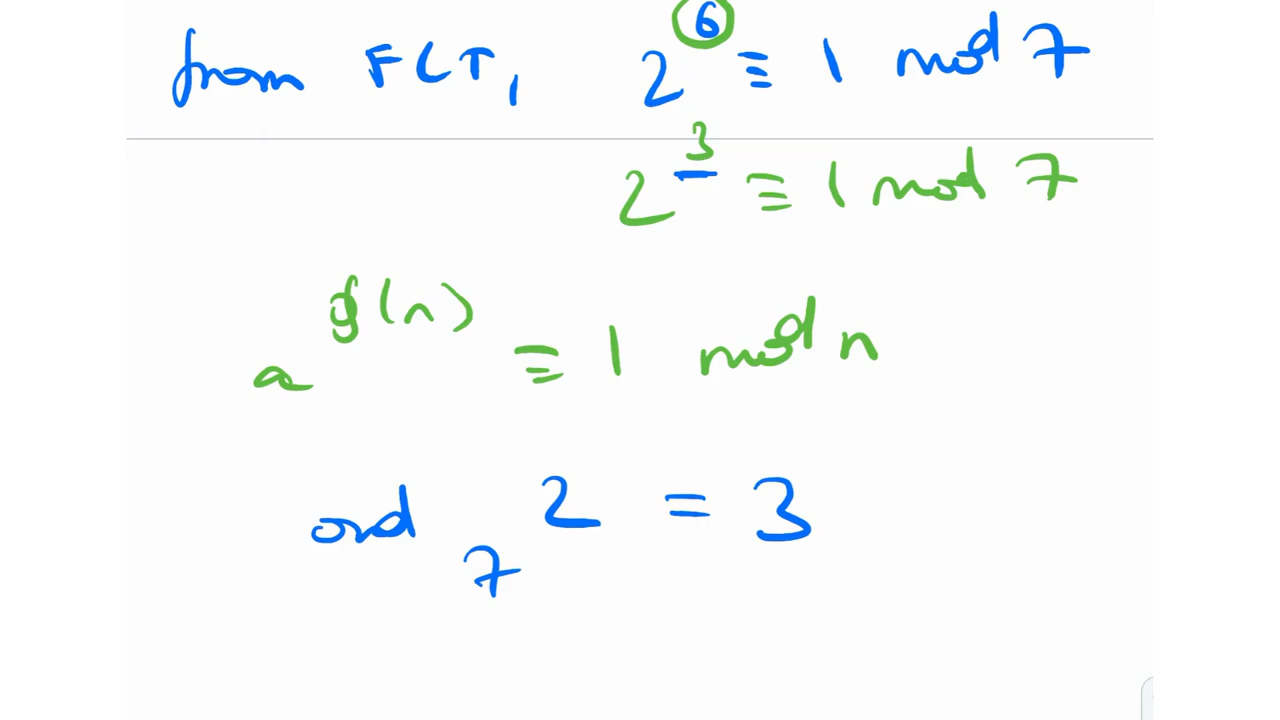 from FLT, 2^6 ≡ 1 mod 7
2^3 ≡ 1 mod 7
a^ϕ(n) ≡ 1 mod n
ord_7 2 = 3